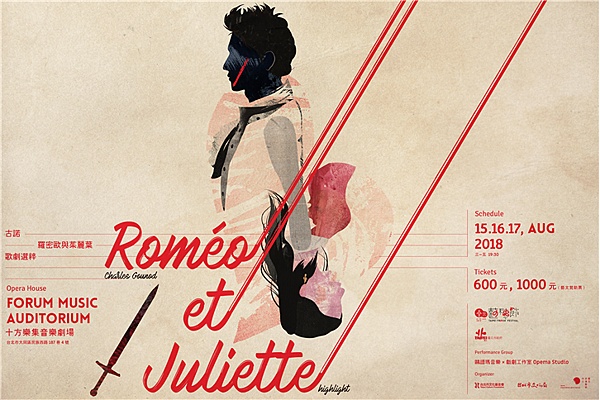 古諾
羅密歐與茱麗葉
歌劇選粹
Roméo
Charles Gounod
et
Juliette
highlight
Opera House
FORUM MUSIC
AUDITORIUM
十方樂集音樂劇場
Schedule
15.16.17, AUG
2018
Tickets
600元, 1000元
Performance Group
Opera Studio
Organizer